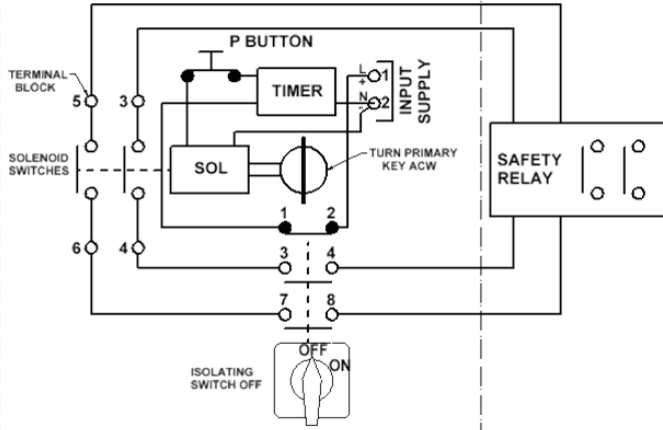 P BUTTON
TERMINAL
BLOCK
5
3
TIMER
L
+
1
N
-
2
INPUT
SUPPLY
SOLENOID
SWITCHES
SOL
TURN PRIMARY
KEY ACW
SAFETY
RELAY
1
2
6
4
3
4
7
8
OFF
ON
ISOLATING
SWITCH OFF